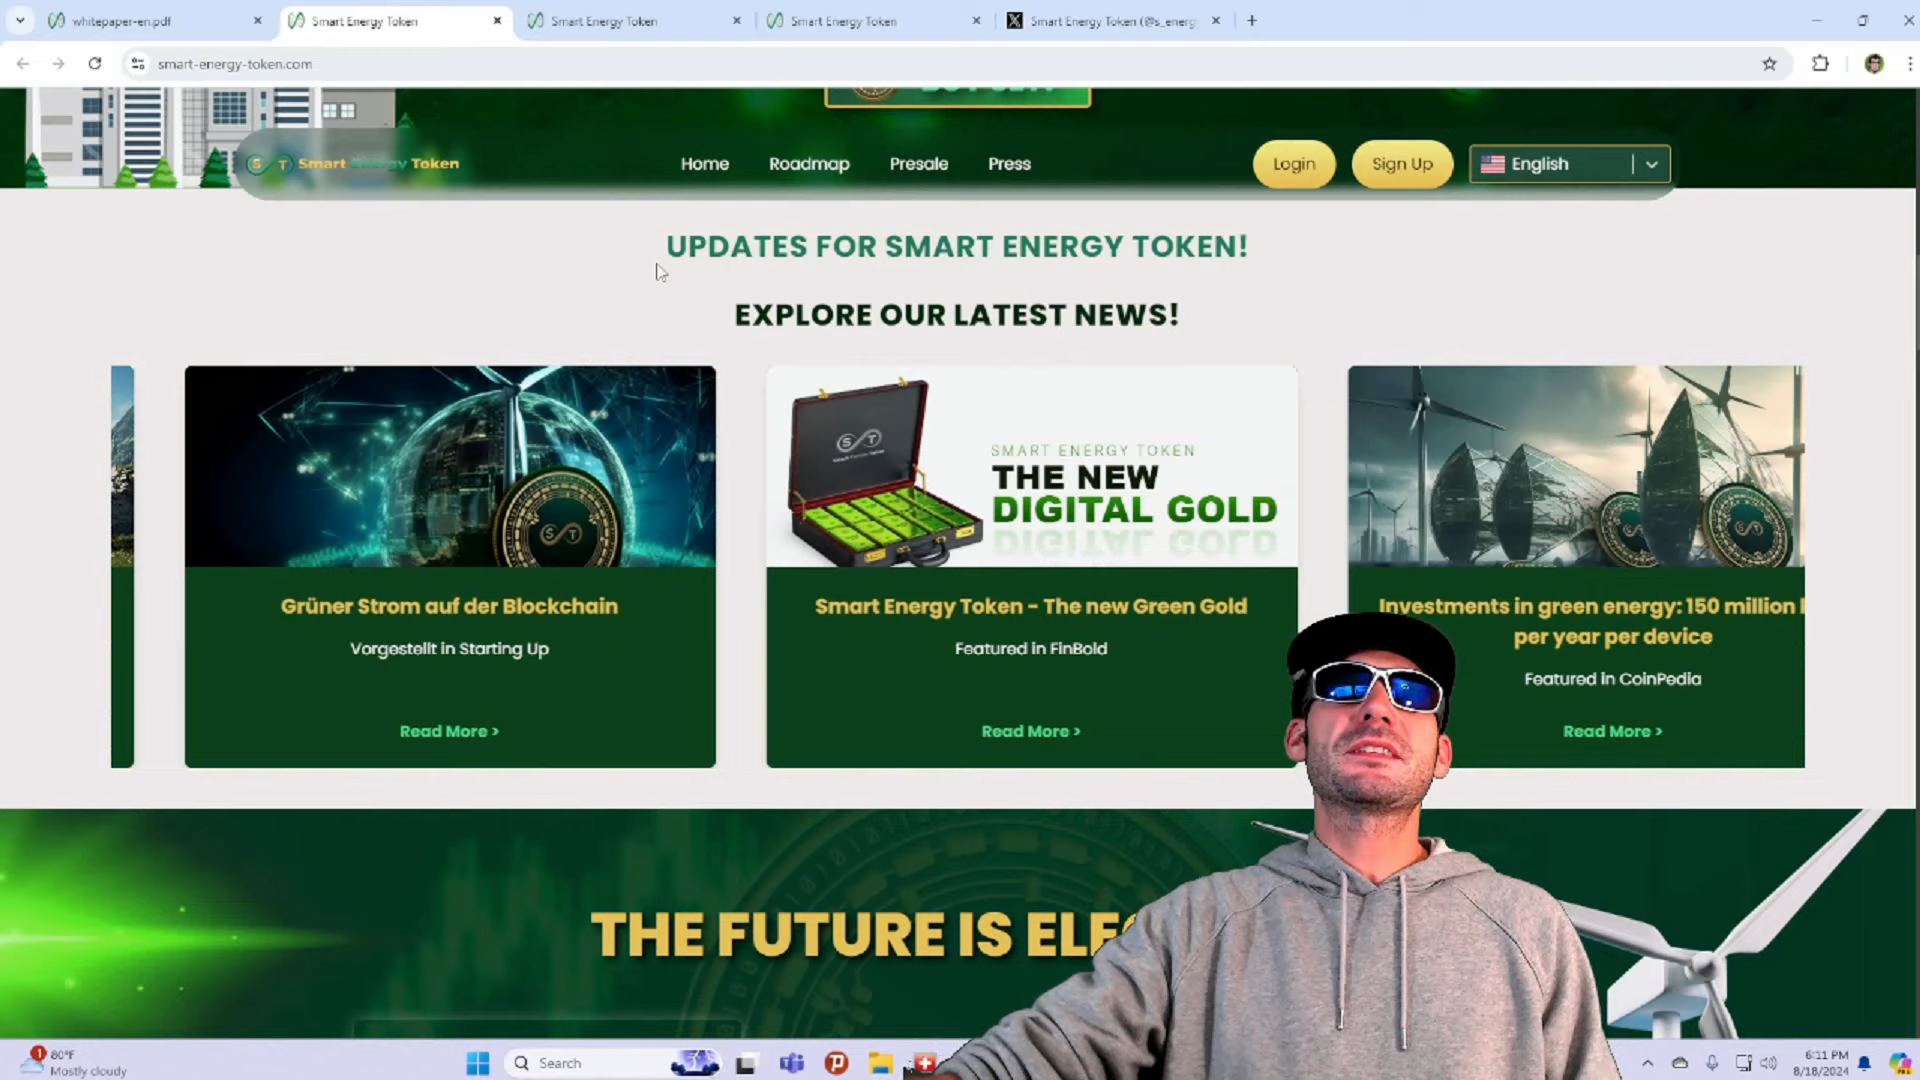 whitepaper-en.pdf
Smart Energy Token
Smart Energy Token
Smart Energy Token
Smart Energy Token (@s_energ
smart-energy-token.com
Smart Energy Token
Home
Roadmap
Presale
Press
Login
Sign Up
English
UPDATES FOR SMART ENERGY TOKEN!
EXPLORE OUR LATEST NEWS!
SMART ENERGY TOKEN
THE NEW
DIGITAL GOLD
Grüner Strom auf der Blockchain
Vorgestellt in Starting Up
Read More >
Smart Energy Token - The new Green Gold
Featured in FinBold
Read More >
Investments in green energy: 150 million
per year per device
Featured in CoinPedia
Read More >
THE FUTURE IS ELE
1
80°F
Mostly cloudy
Search
6:11 PM
8/18/2024